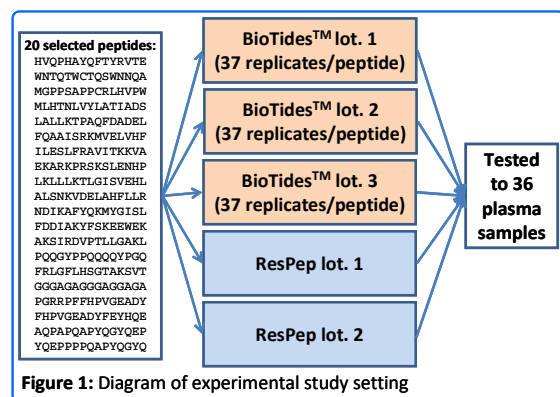 20 selected peptides:
HVQPHAYQFTYRVTE
WNTQTWCTQSWNNQA
MGPPSAPPCRLHVPW
MLHTNLVYLATIADS
LALLKTPAQFDADEL
FQAAISRKMVELVHF
ILESLFRAVITKKVA
EKARKPRSKSLENHP
LKLLLKTLGISVEHL
ALSNKVDELAHFLLR
NDIKAFYQKMYGISL
FDDIAKYFSKEEWEK
AKSIRDVPTLLGAKL
PQQGYPPQQQQYPGQ
FRLGFLHSGTAKSVT
GGGAGAGGGAGGAGA
PGRRPFFHPVGEADY
FHPVGEADYFEYHQE
AQPAPQAPYQGYQEP
YQEPPPPQAPYQGYQ
BioTides™ lot. 1
(37 replicates/peptide)
BioTides™ lot. 2
(37 replicates/peptide)
BioTides™ lot. 3
(37 replicates/peptide)
ResPep lot. 1
ResPep lot. 2
Tested
to 36
plasma
samples
Figure 1: Diagram of experimental study setting